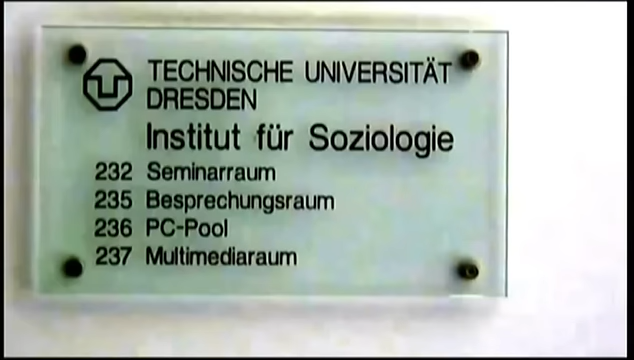 TECHNISCHE UNIVERSITÄT
DRESDEN
Institut für Soziologie
232 Seminarraum
235 Besprechungsraum
236 PC-Pool
237 Multimediaraum